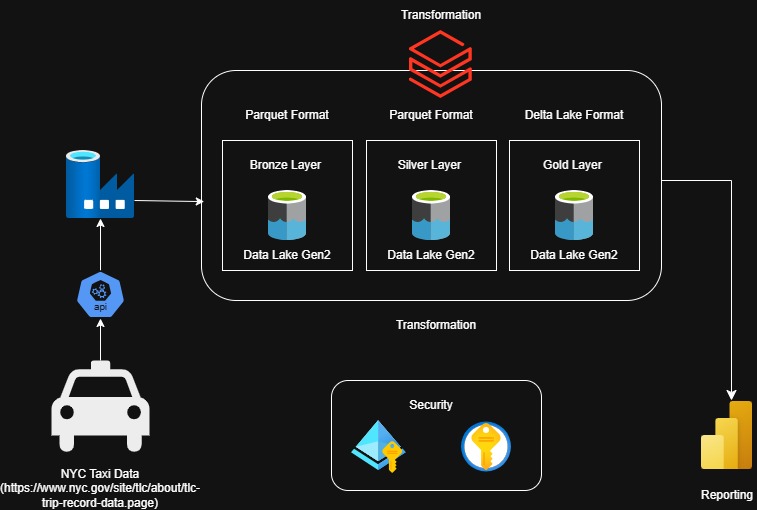 Transformation
Parquet Format
Parquet Format
Delta Lake Format
Bronze Layer
Silver Layer
Gold Layer
Data Lake Gen2
Data Lake Gen2
Data Lake Gen2
api
Transformation
Security
NYC Taxi Data
(https://www.nyc.gov/site/tlc/about/tlc-
trip-record-data.page)
Reporting